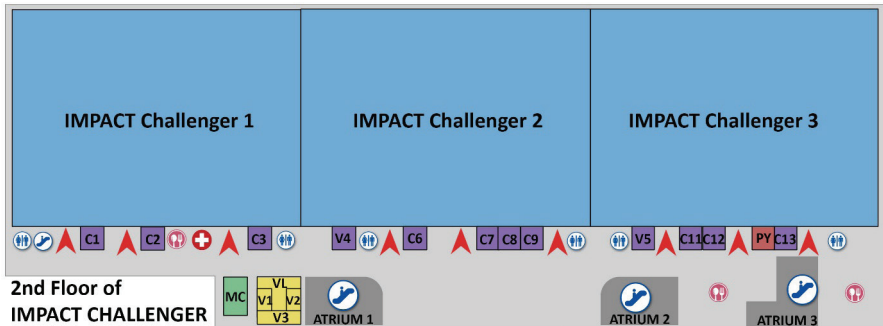 IMPACT Challenger 1
IMPACT Challenger 2
IMPACT Challenger 3
C1
C2
C3
V4
C6
C7
C8
C9
V5
C11
C12
PY
C13
2nd Floor of
IMPACT CHALLENGER
MC
VL
V1
V2
V3
ATRIUM 1
ATRIUM 2
ATRIUM 3